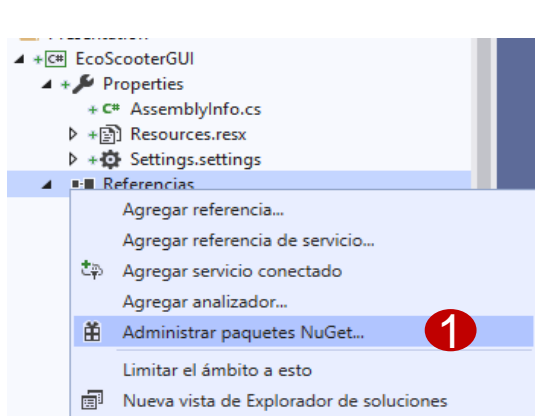 Presentation
C# EcoScooterGUI
Properties
C# AssemblyInfo.cs
Resources.resx
Settings.settings
Referencias
Agregar referencia...
Agregar referencia de servicio...
Agregar servicio conectado
Agregar analizador...
Administrar paquetes NuGet... 1
Limitar el ámbito a esto
Nueva vista de Explorador de soluciones